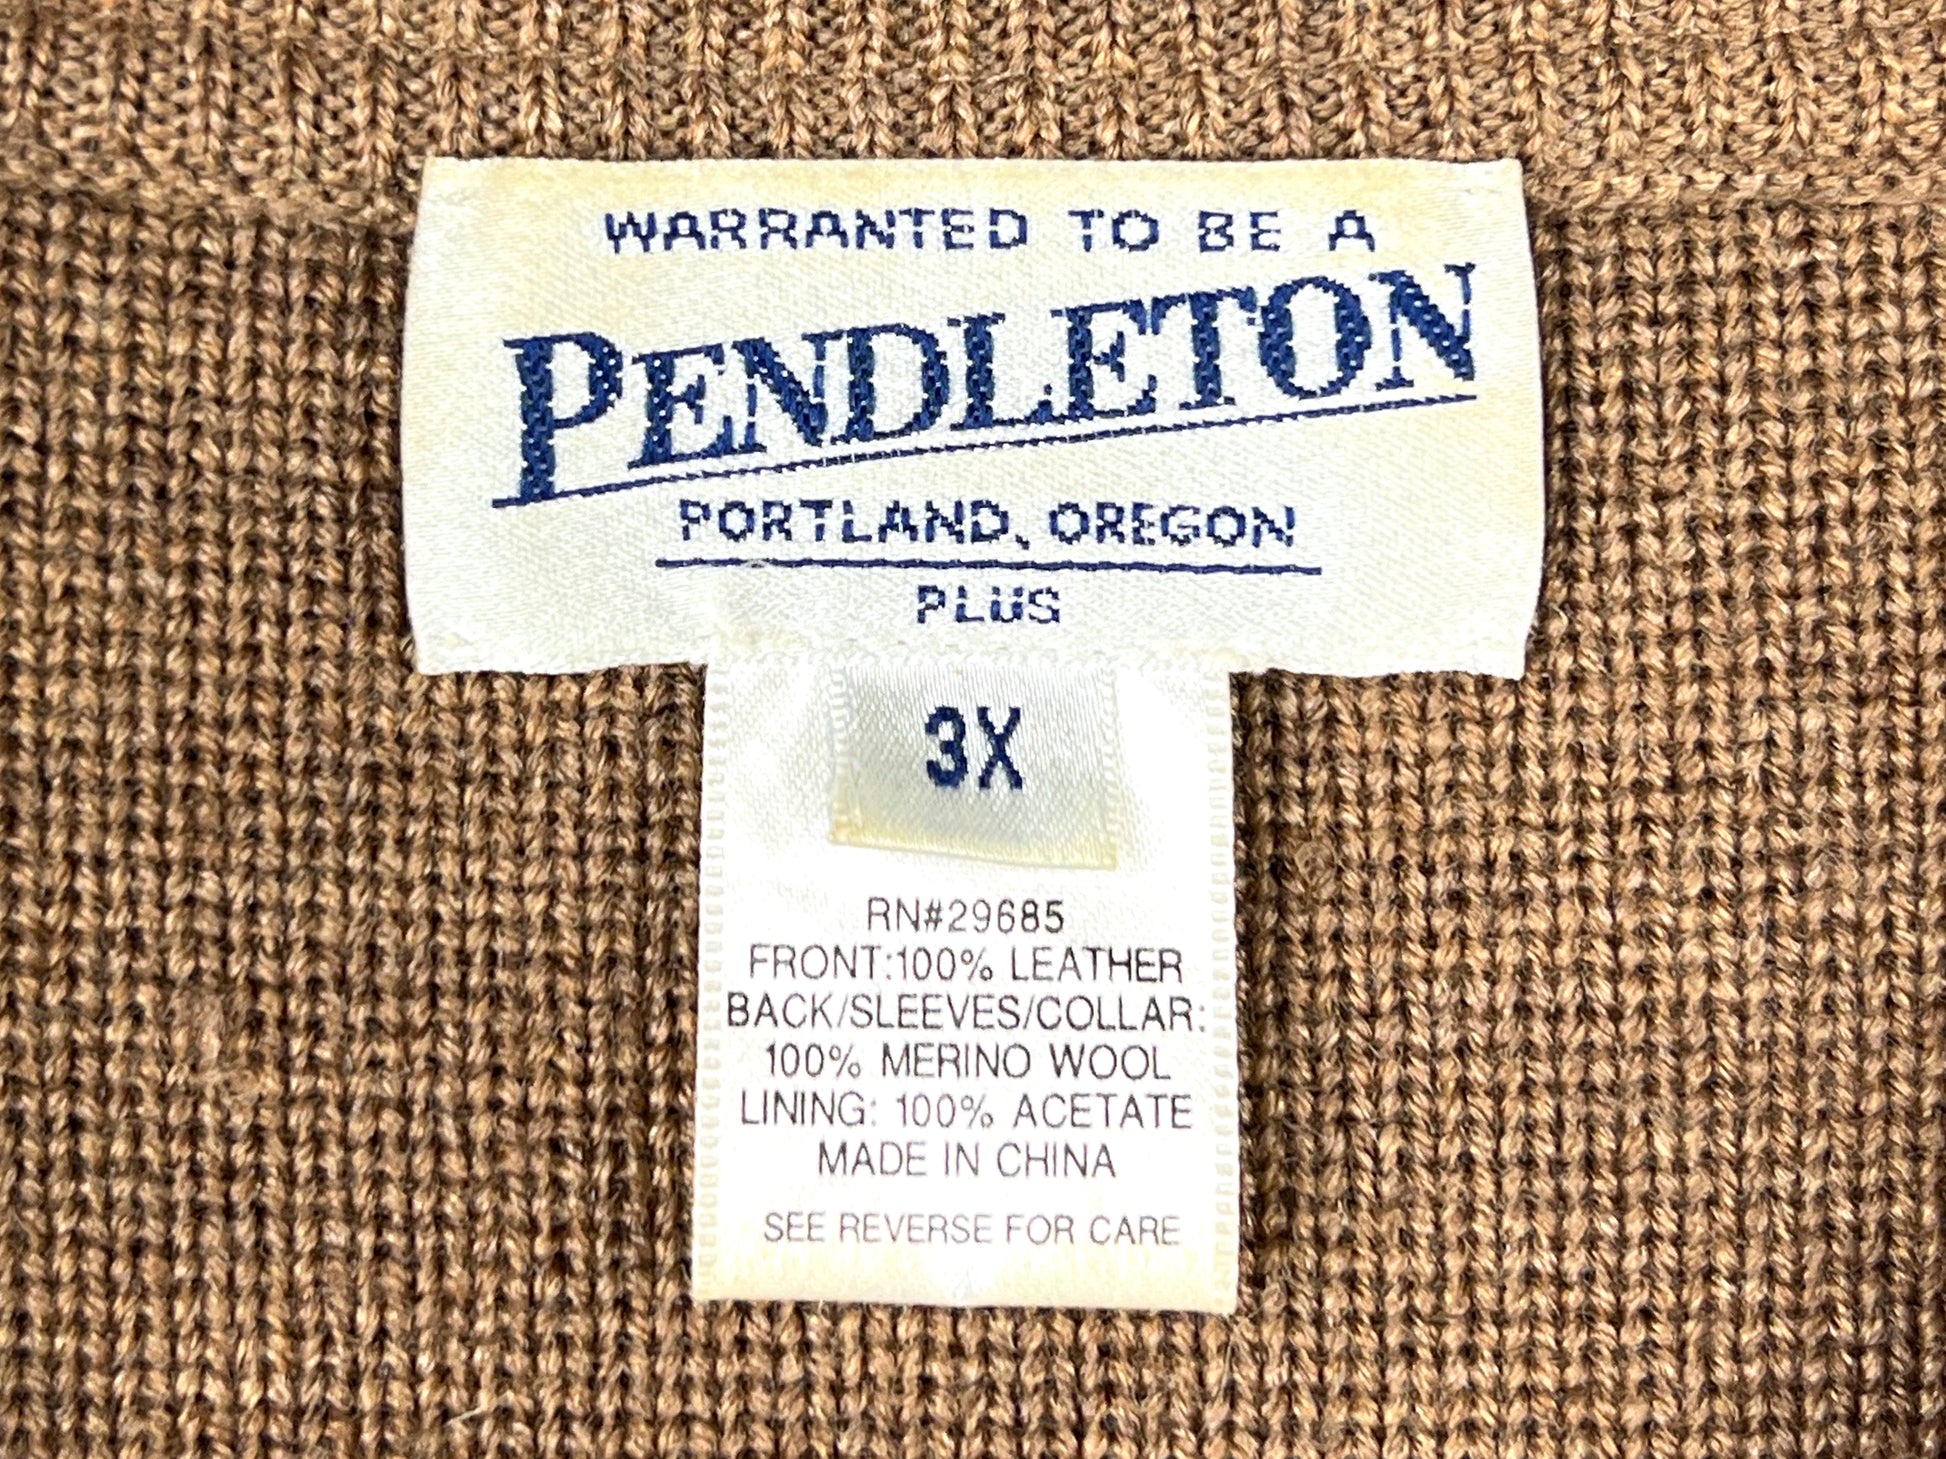 WARRANTED TO BE A
PENDLETON
PORTLAND, OREGON
PLUS
3X
RN#29685
FRONT:100% LEATHER
BACK/SLEEVES/COLLAR:
100% MERINO WOOL
LINING: 100% ACETATE
MADE IN CHINA
SEE REVERSE FOR CARE